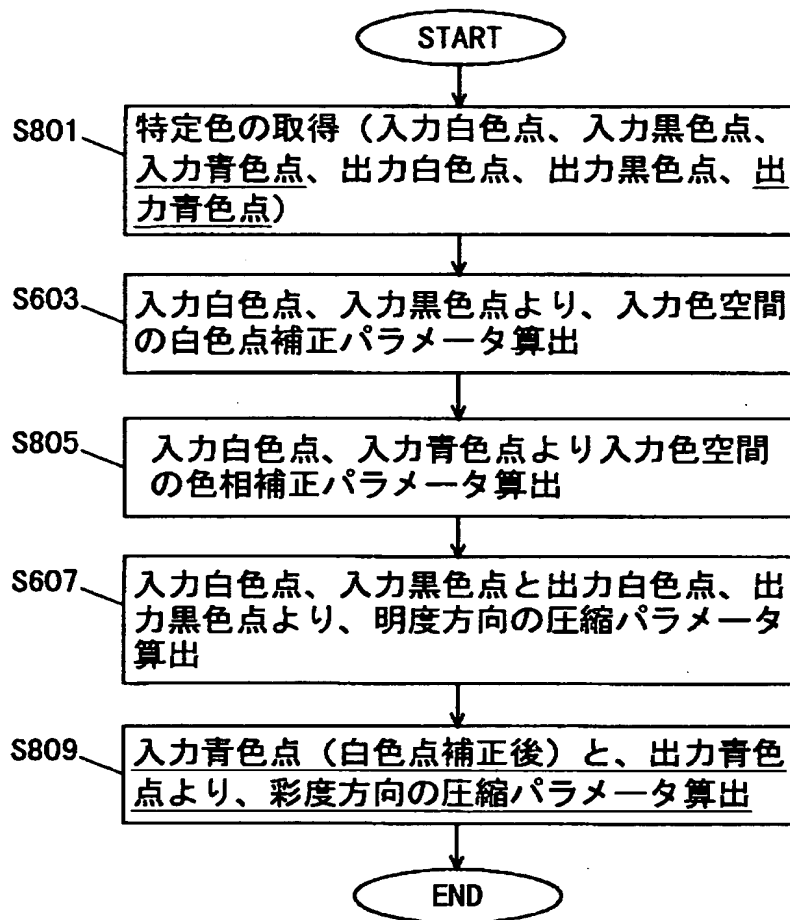 START
S801
特定色の取得（入力白色点、入力黒色点、
入力青色点、出力白色点、出力黒色点、出
力青色点）
S603
入力白色点、入力黒色点より、入力色空間
の白色点補正パラメータ算出
S805
入力白色点、入力青色点より入力色空間
の色相補正パラメータ算出
S607
入力白色点、入力黒色点と出力白色点、出
力黒色点より、明度方向の圧縮パラメータ
算出
S809
入力青色点（白色点補正後）と、出力青色
点より、彩度方向の圧縮パラメータ算出
END